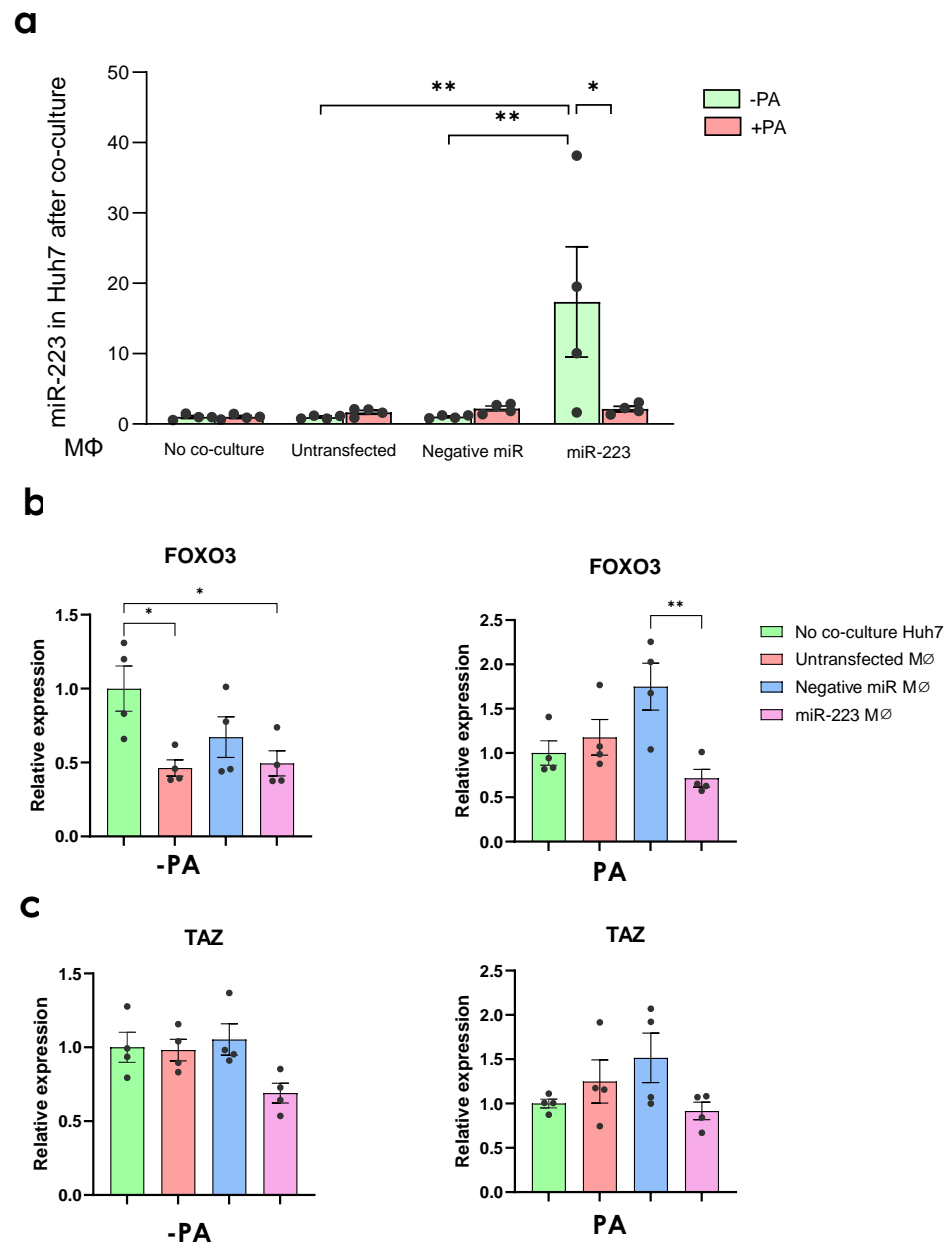 a
miR-223 in Huh7 after co-culture
50
40
30
20
10
0
**
**
*
-PA
+PA
MΦ
No co-culture
Untransfected
Negative miR
miR-223
b
FOXO3
Relative expression
1.5
1.0
0.5
0.0
*
*
-PA
FOXO3
Relative expression
2.5
2.0
1.5
1.0
0.5
0.0
**
PA
No co-culture Huh7
Untransfected MØ
Negative miR MØ
miR-223 MØ
c
TAZ
Relative expression
1.5
1.0
0.5
0.0
-PA
TAZ
Relative expression
2.5
2.0
1.5
1.0
0.5
0.0
PA